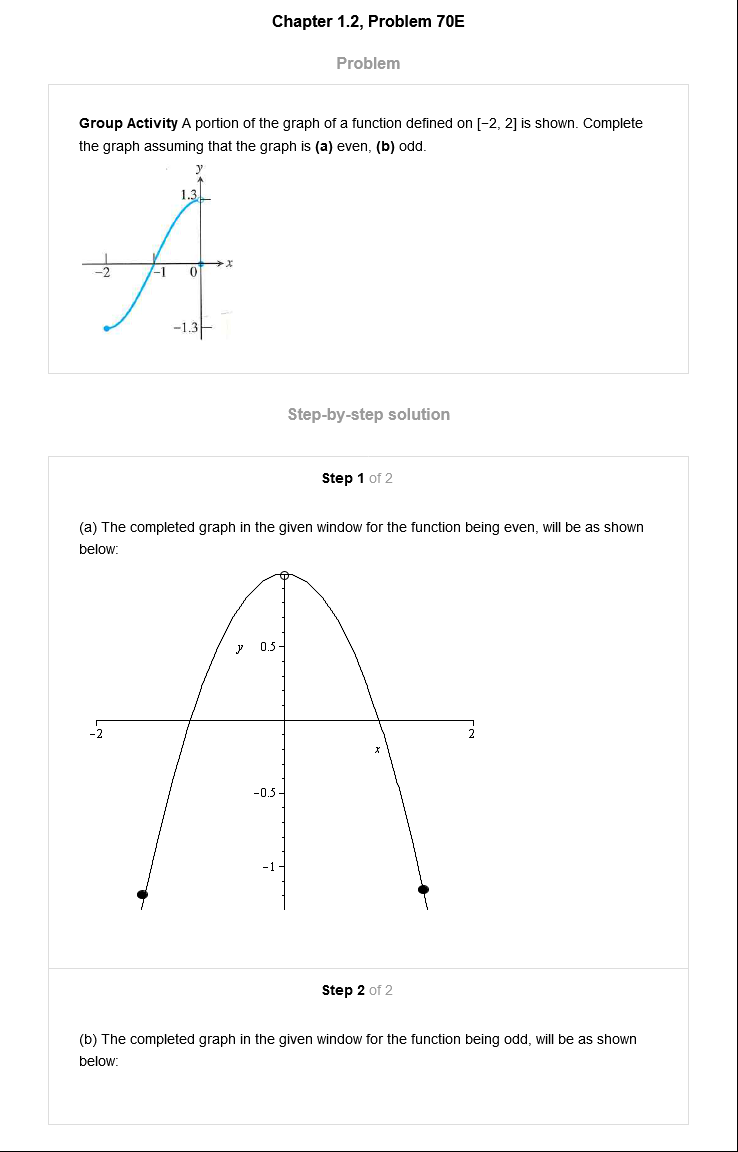 Chapter 1.2, Problem 70E
Problem
Group Activity A portion of the graph of a function defined on [−2, 2] is shown. Complete
the graph assuming that the graph is (a) even, (b) odd.
y
1.3
x
−2 −1 0
−1.3
Step-by-step solution
Step 1 of 2
(a) The completed graph in the given window for the function being even, will be as shown
below:
y 0.5
−2 2
x
−0.5
−1
Step 2 of 2
(b) The completed graph in the given window for the function being odd, will be as shown
below: